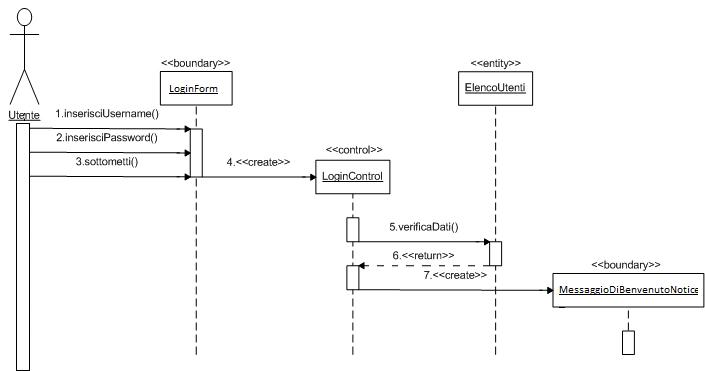 <<boundary>>
<<entity>>
LoginForm
ElencoUtenti
Utente
1.inserisciUsername()
2.inserisciPassword()
<<control>>
3.sottometti()
4.<<create>>
LoginControl
5.verificaDati()
6.<<return>>
7.<<create>>
<<boundary>>
MessaggioDiBenvenutoNotice